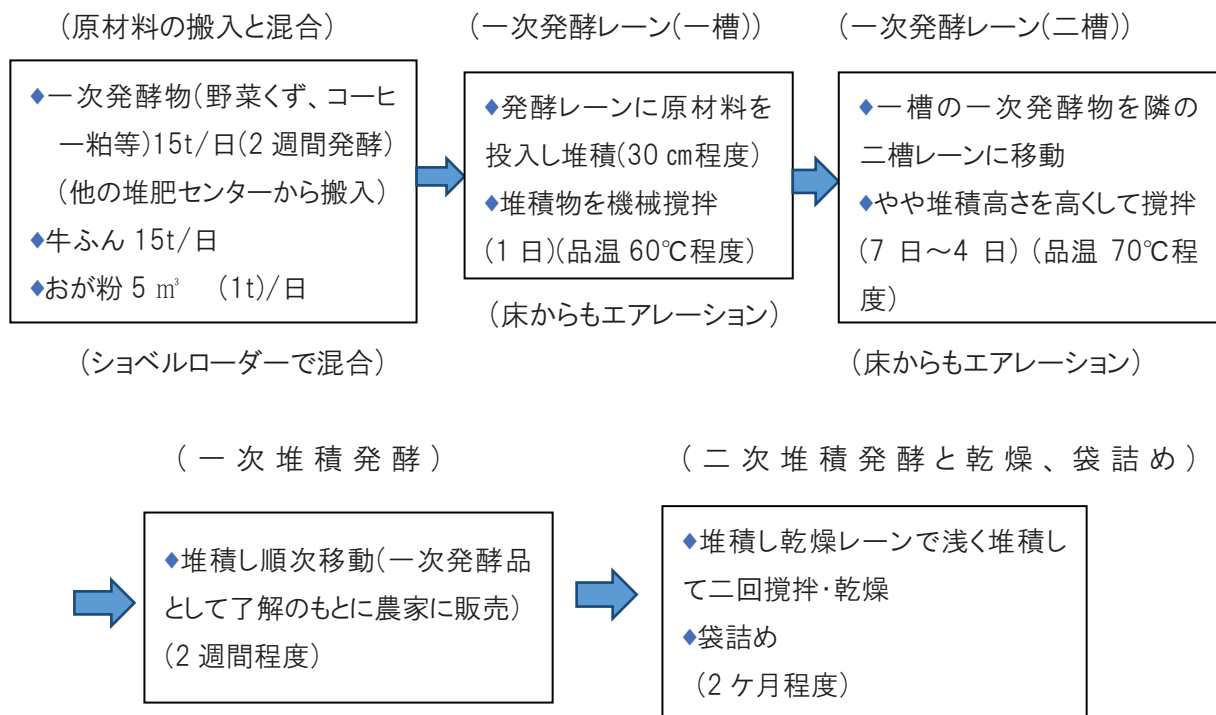 (原材料の搬入と混合)
◆一次発酵物(野菜くず、コーヒ
ー粕等)15t/日(2 週間発酵)
(他の堆肥センターから搬入)
◆牛ふん 15t/日
◆おが粉 5 ㎥ (1t)/日
(ショベルローダーで混合)
(一次発酵レーン(一槽))
◆発酵レーンに原材料を
投入し堆積(30 ㎝程度)
◆堆積物を機械撹拌
(1 日)(品温 60℃程度)
(床からもエアレーション)
(一次発酵レーン(二槽))
◆一槽の一次発酵物を隣の
二槽レーンに移動
◆やや堆積高さを高くして撹拌
(7 日～4 日) (品温 70℃程
度)
(床からもエアレーション)
(一次堆積発酵)
◆堆積し順次移動(一次発酵品
として了解のもとに農家に販売)
(2 週間程度)
(二次堆積発酵と乾燥、袋詰め)
◆堆積し乾燥レーンで浅く堆積し
て二回撹拌・乾燥
◆袋詰め
(2 ケ月程度)